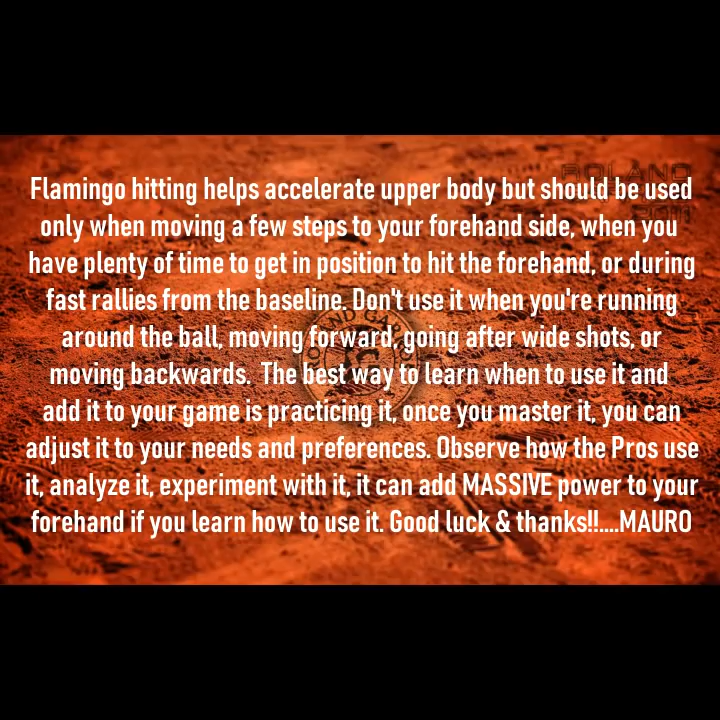 ROLAND
Flamingo hitting helps accelerate upper body but should be used
only when moving a few steps to your forehand side, when you
have plenty of time to get in position to hit the forehand, or during
fast rallies from the baseline. Don't use it when you're running
around the ball, moving forward, going after wide shots, or
moving backwards.  The best way to learn when to use it and
add it to your game is practicing it, once you master it, you can
adjust it to your needs and preferences. Observe how the Pros use
it, analyze it, experiment with it, it can add MASSIVE power to your
forehand if you learn how to use it. Good luck & thanks!!....MAURO